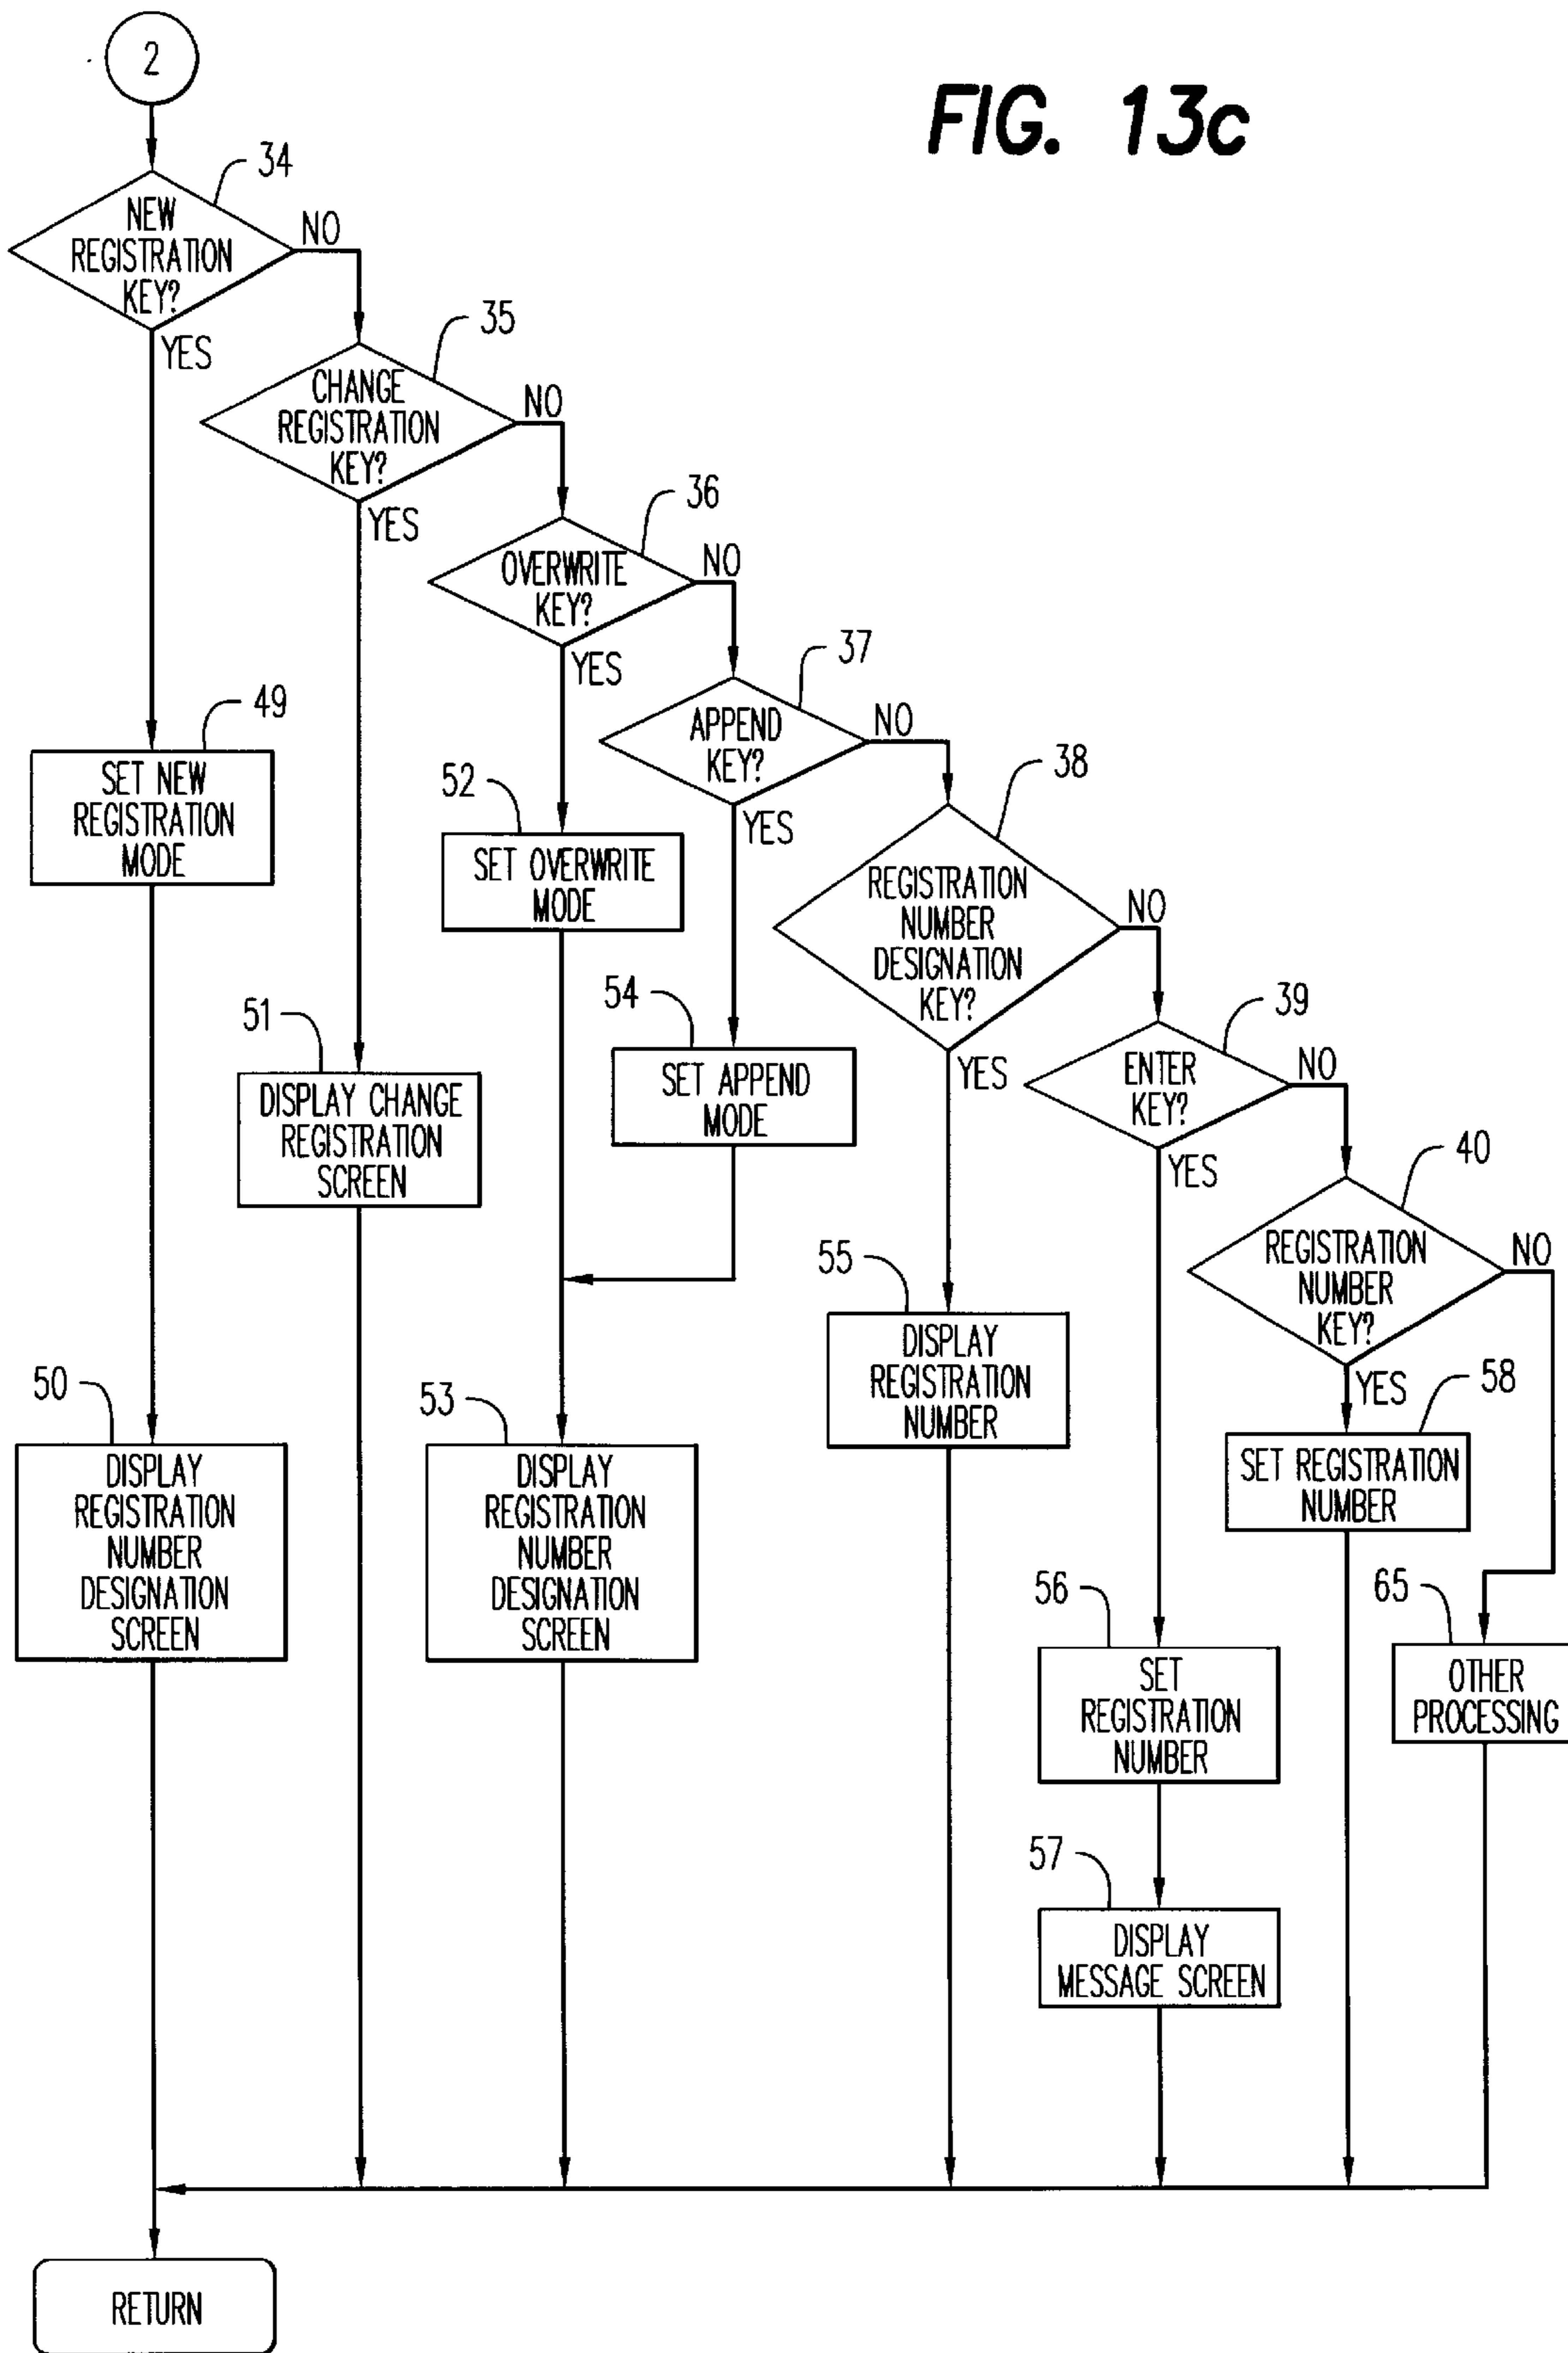 2
FIG. 13c
34
NEW
REGISTRATION
KEY?
NO
YES
35
CHANGE
REGISTRATION
KEY?
NO
YES
36
OVERWRITE
KEY?
NO
YES
37
APPEND
KEY?
NO
YES
38
REGISTRATION
NUMBER
DESIGNATION
KEY?
NO
YES
39
ENTER
KEY?
NO
YES
40
REGISTRATION
NUMBER
KEY?
NO
YES
49
SET NEW
REGISTRATION
MODE
52
SET OVERWRITE
MODE
54
SET APPEND
MODE
51
DISPLAY CHANGE
REGISTRATION
SCREEN
55
DISPLAY
REGISTRATION
NUMBER
50
DISPLAY
REGISTRATION
NUMBER
DESIGNATION
SCREEN
53
DISPLAY
REGISTRATION
NUMBER
DESIGNATION
SCREEN
58
SET REGISTRATION
NUMBER
56
SET
REGISTRATION
NUMBER
65
OTHER
PROCESSING
57
DISPLAY
MESSAGE SCREEN
RETURN